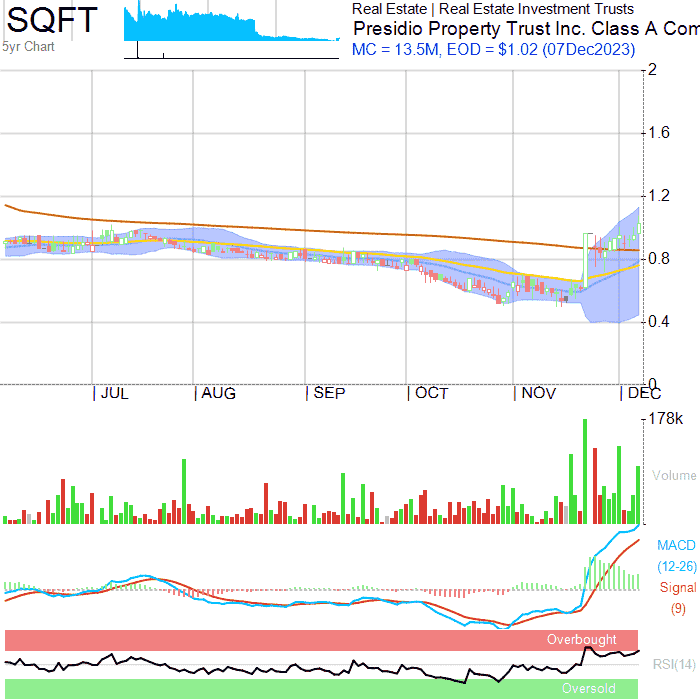 SQFT
5yr Chart
Real Estate | Real Estate Investment Trusts
Presidio Property Trust Inc. Class A Com
MC = 13.5M, EOD = $1.02 (07Dec2023)
2
1.6
1.2
0.8
0.4
0
JUL AUG SEP OCT NOV DEC
178k
Volume
MACD
(12-26)
Signal
(9)
Overbought
RSI(14)
Oversold